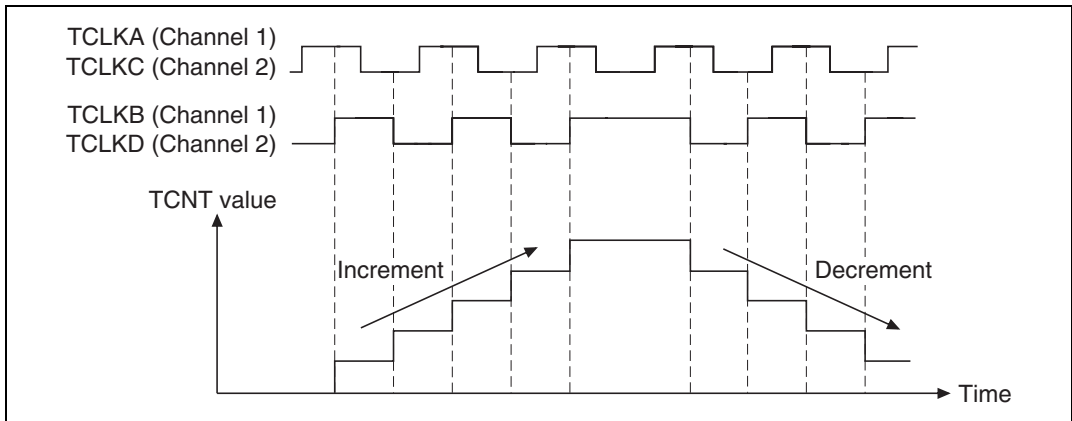 TCLKA (Channel 1)
TCLKC (Channel 2)
TCLKB (Channel 1)
TCLKD (Channel 2)
TCNT value
Increment
Decrement
Time